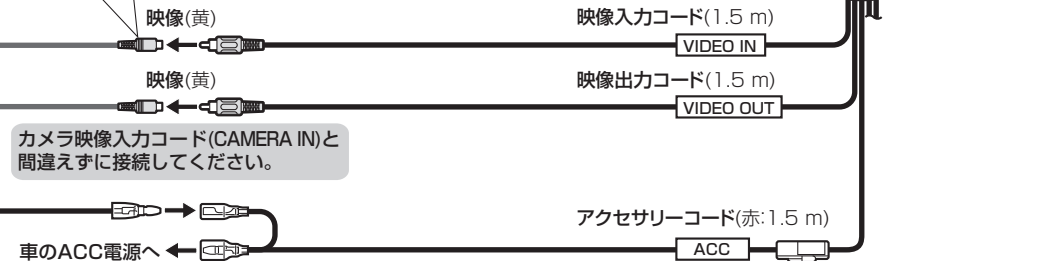 映像(黄)
映像入力コード(1.5 m)
VIDEO IN
映像(黄)
映像出力コード(1.5 m)
VIDEO OUT
カメラ映像入力コード(CAMERA IN)と
間違えずに接続してください。
アクセサリーコード(赤:1.5 m)
車のACC電源へ
ACC